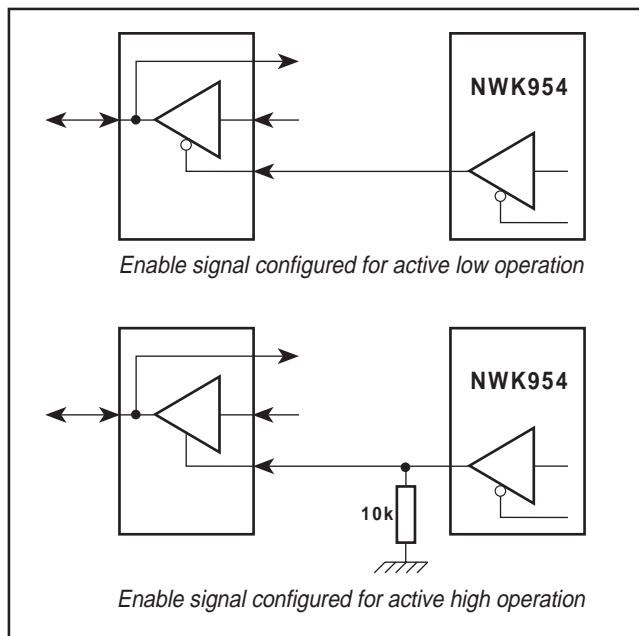 NWK954
Enable signal configured for active low operation
NWK954
10k
Enable signal configured for active high operation